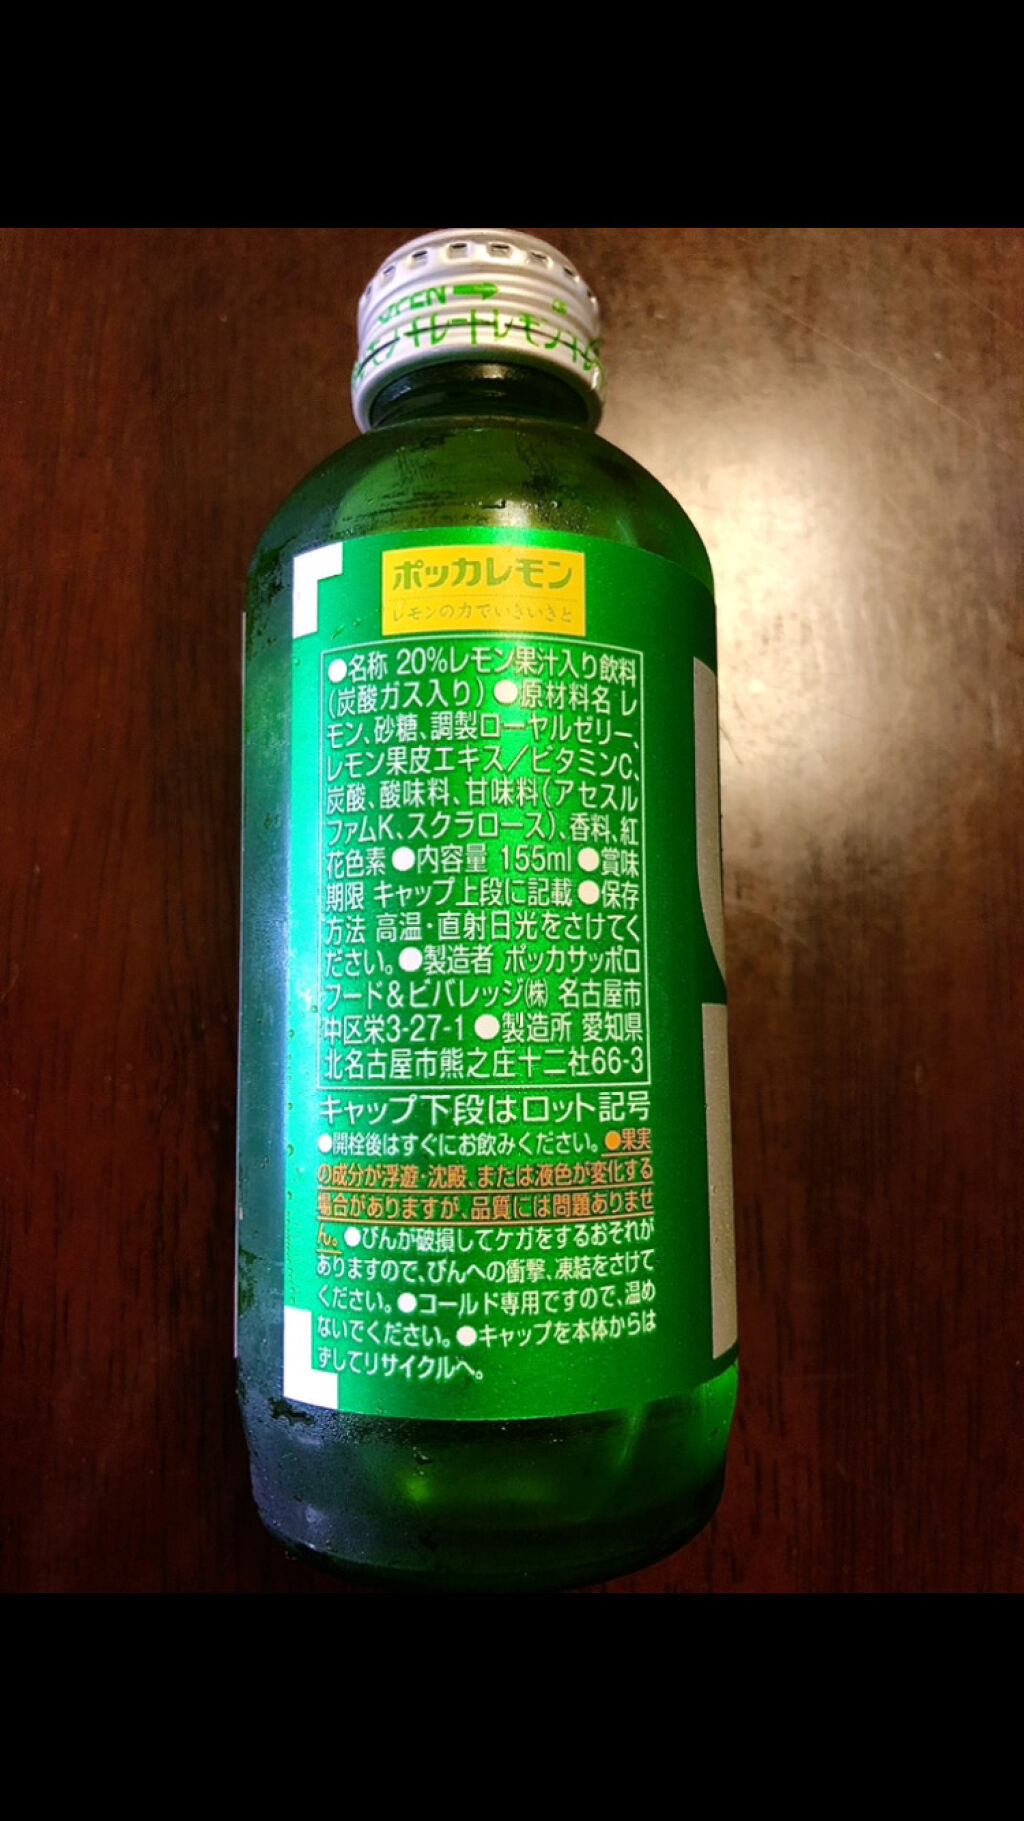 OPEN
キレートレモン
ポッカレモン
レモンの力でいきいきと
●名称 20%レモン果汁入り飲料
(炭酸ガス入り) ●原材料名 レ
モン、砂糖、調製ローヤルゼリー、
レモン果皮エキス／ビタミンC、
炭酸、酸味料、甘味料(アセスル
ファムK、スクラロース)、香料、紅
花色素 ●内容量 155ml ●賞味
期限 キャップ上段に記載 ●保存
方法 高温・直射日光をさけてく
ださい。●製造者 ポッカサッポロ
フード＆ビバレッジ㈱ 名古屋市
中区栄3-27-1 ●製造所 愛知県
北名古屋市熊之庄十二社66-3
キャップ下段はロット記号
●開栓後はすぐにお飲みください。●果実
の成分が浮遊・沈殿、または液色が変化する
場合がありますが、品質には問題ありませ
ん。●びんが破損してケガをするおそれが
ありますので、びんへの衝撃、凍結をさけて
ください。●コールド専用ですので、温め
ないでください。●キャップを本体からは
ずしてリサイクルへ。